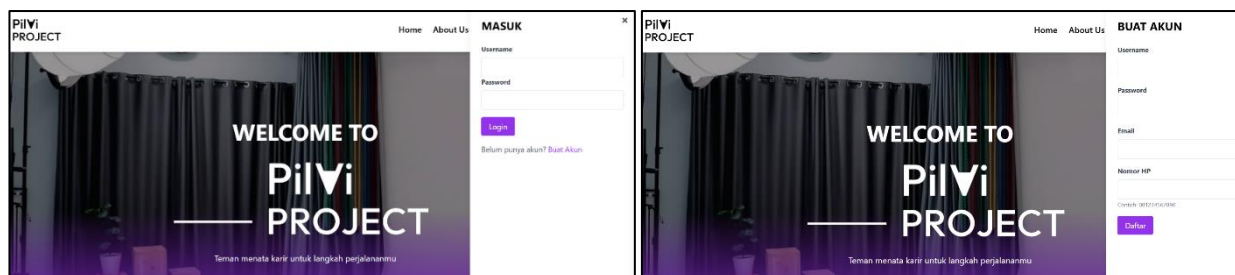 PilVi
PROJECT
Home About Us
MASUK
×
Username
Password
Login
Belum punya akun? Buat Akun
WELCOME TO
PilVi
PROJECT
Teman menata karir untuk langkah perjalananmu
PilVi
PROJECT
Home About Us
BUAT AKUN
Username
Password
Email
Nomor HP
Contoh:
Daftar
WELCOME TO
PilVi
PROJECT
Teman menata karir untuk langkah perjalananmu